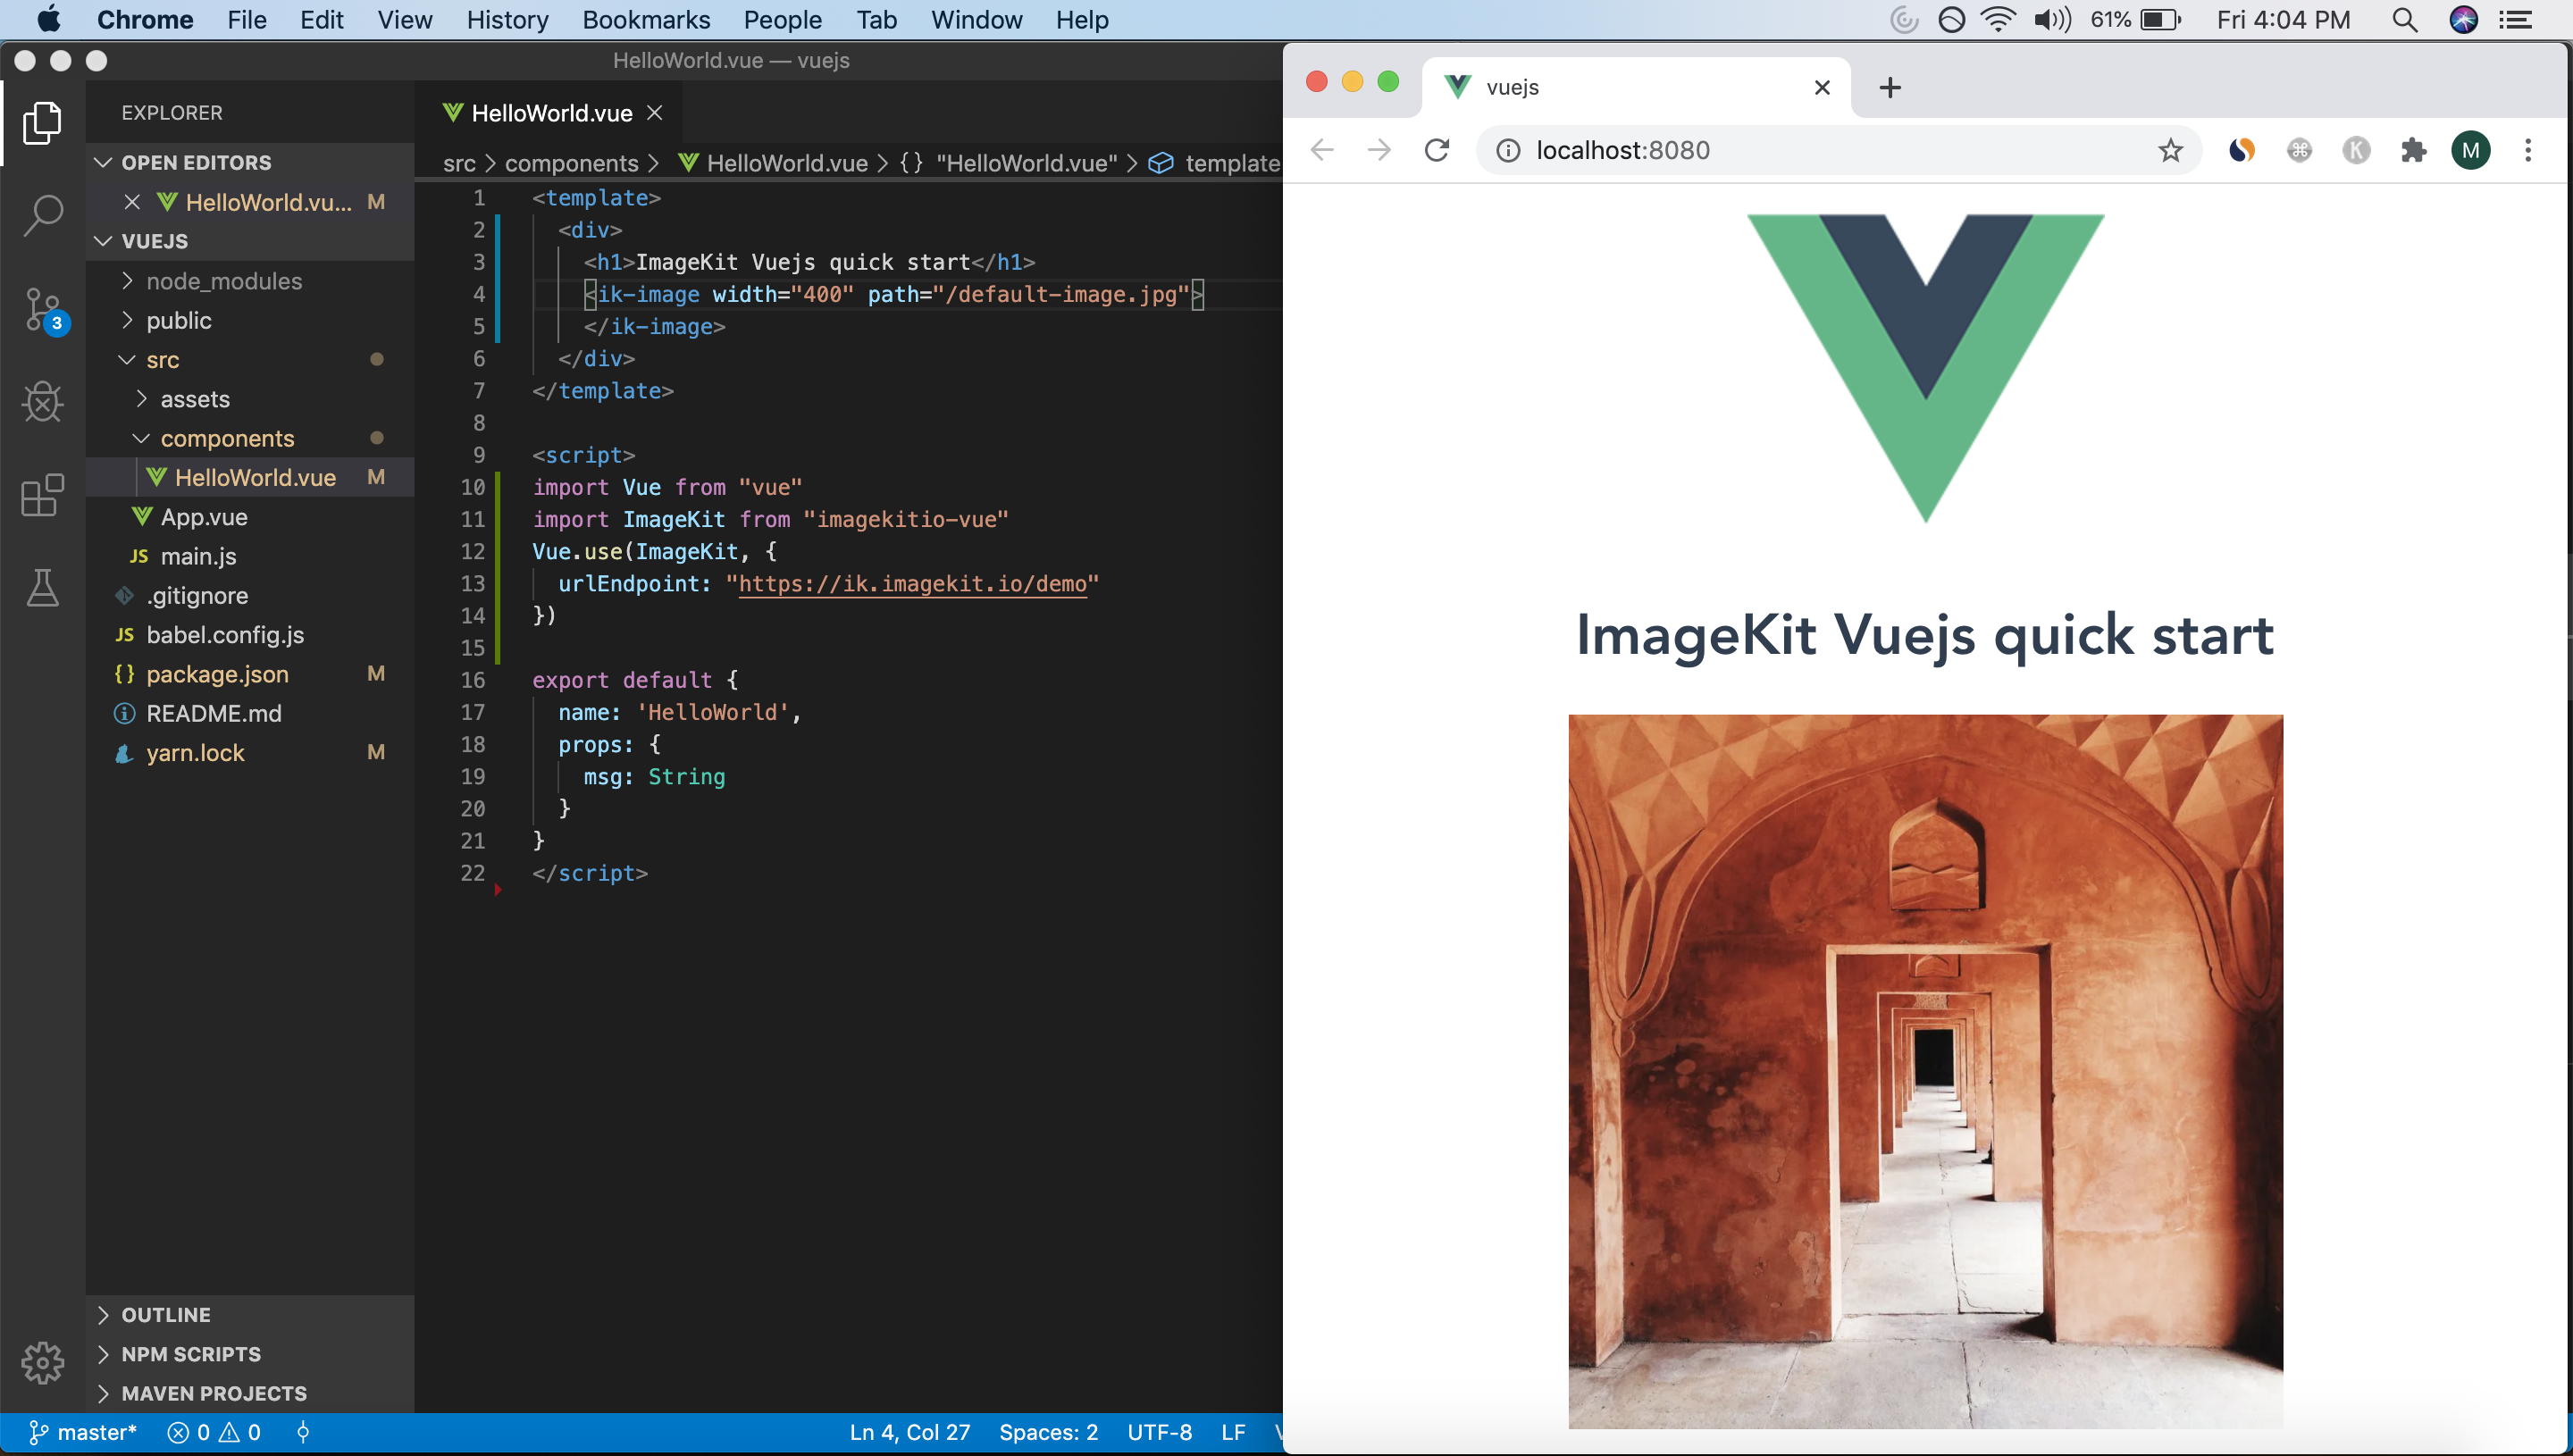 Chrome File Edit View History Bookmarks People Tab Window Help 61% Fri 4:04 PM
HelloWorld.vue — vuejs
EXPLORER
OPEN EDITORS
HelloWorld.vu... M
VUEJS
node_modules
public
src
assets
components
HelloWorld.vue M
App.vue
JS main.js
.gitignore
JS babel.config.js
{} package.json M
README.md
yarn.lock M
OUTLINE
NPM SCRIPTS
MAVEN PROJECTS
3
HelloWorld.vue
src > components > HelloWorld.vue > {} "HelloWorld.vue" > template
1 <template>
2 <div>
3 <h1>ImageKit Vuejs quick start</h1>
4 <ik-image width="400" path="/default-image.jpg">
5 </ik-image>
6 </div>
7 </template>
8
9 <script>
10 import Vue from "vue"
11 import ImageKit from "imagekitio-vue"
12 Vue.use(ImageKit, {
13 urlEndpoint: "https://ik.imagekit.io/demo"
14 })
15
16 export default {
17 name: 'HelloWorld',
18 props: {
19 msg: String
20 }
21 }
22 </script>
master* 0 0 Ln 4, Col 27 Spaces: 2 UTF-8 LF
vuejs
localhost:8080 K M
ImageKit Vuejs quick start